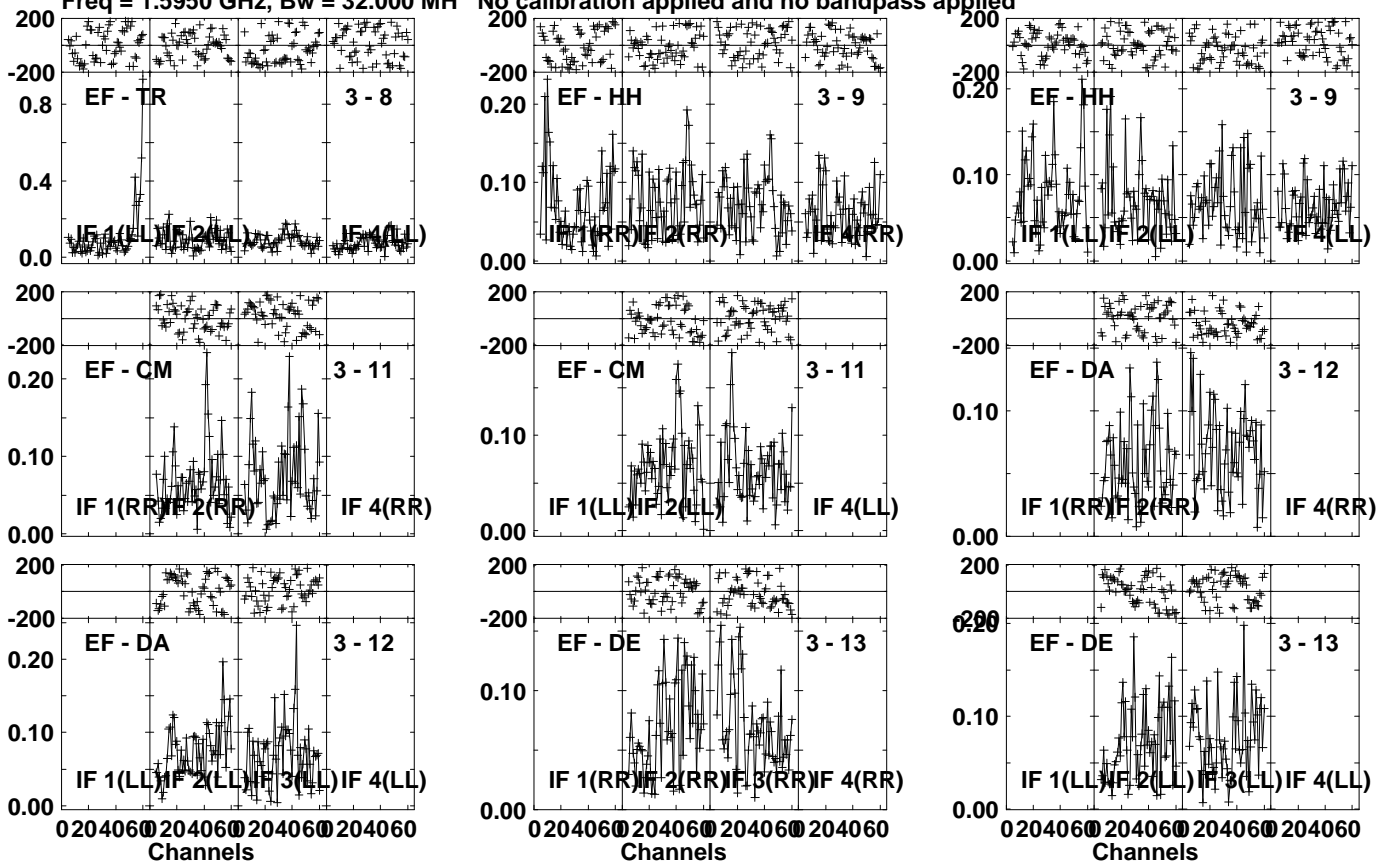 Freq = 1.5950 GHz, Bw = 32.000 MH No calibration applied and no bandpass applied
200
-200
EF - TR 3 - 8
0.8
0.4
0.0
IF 1(LL) IF 2(LL) IF 4(LL)
200
-200
EF - HH 3 - 9
0.20
0.10
0.00
IF 1(RR) IF 2(RR) IF 4(RR)
200
-200
EF - HH 3 - 9
0.20
0.10
0.00
IF 1(LL) IF 2(LL) IF 4(LL)
200
-200
EF - CM 3 - 11
0.20
0.10
0.00
IF 1(RR) IF 2(RR) IF 4(RR)
200
-200
EF - CM 3 - 11
0.10
0.00
IF 1(LL) IF 2(LL) IF 4(LL)
200
-200
EF - DA 3 - 12
0.10
0.00
IF 1(RR) IF 2(RR) IF 4(RR)
200
-200
EF - DA 3 - 12
0.20
0.10
0.00
IF 1(LL) IF 2(LL) IF 3(LL) IF 4(LL)
0 20 40 60 0 20 40 60 0 20 40 60 0 20 40 60
Channels
200
-200
EF - DE 3 - 13
0.10
0.00
IF 1(RR) IF 2(RR) IF 3(RR) IF 4(RR)
0 20 40 60 0 20 40 60 0 20 40 60 0 20 40 60
Channels
200
-200
EF - DE 3 - 13
0.20
0.10
0.00
IF 1(LL) IF 2(LL) IF 3(LL) IF 4(LL)
0 20 40 60 0 20 40 60 0 20 40 60 0 20 40 60
Channels